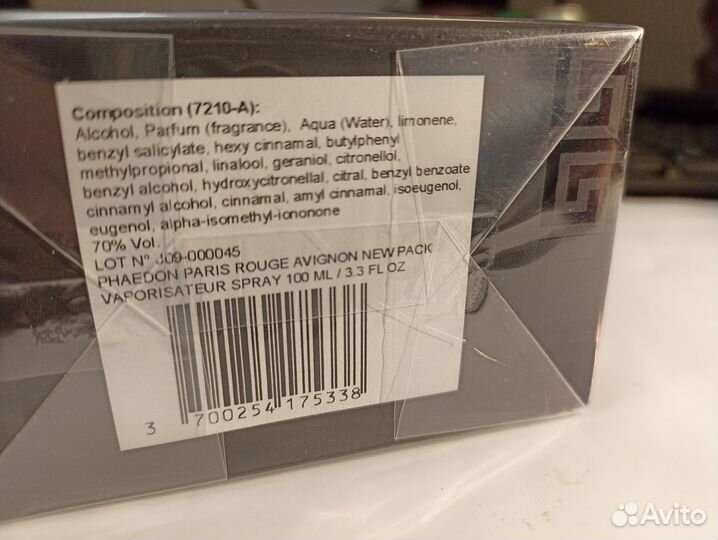 Composition (7210-A):
Alcohol, Parfum (fragrance), Aqua (Water), limonene,
benzyl salicylate, hexy cinnamal, butylphenyl
methylpropional, linalool, geraniol, citronellol,
benzyl alcohol, hydroxycitronellal, citral, benzyl benzoate
cinnamyl alcohol, cinnamal, amyl cinnamal, isoeugenol,
eugenol, alpha-isomethyl-ionone
70% Vol.
LOT N° J09-000045
PHAEDON PARIS ROUGE AVIGNON NEW PACK
VAPORISATEUR SPRAY 100 ML / 3.3 FL OZ
3 700254 175338
Avito